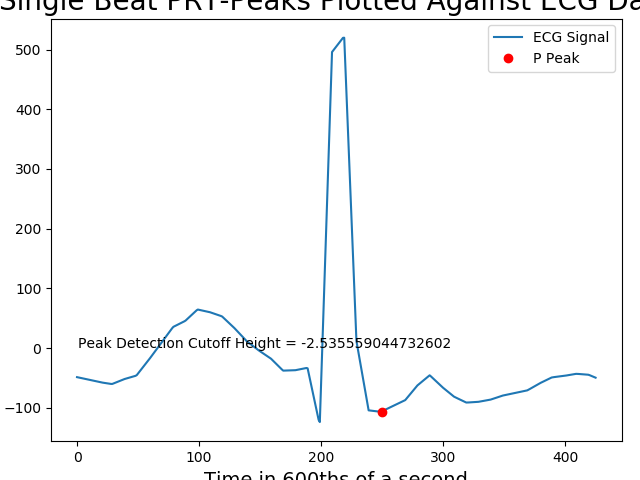 Single Beat PRT-Peaks Plotted Against ECG Da
ECG Signal
P Peak
500
400
300
200
100
0
−100
Peak Detection Cutoff Height = -2.535559044732602
0 100 200 300 400
Time in 600ths of a second